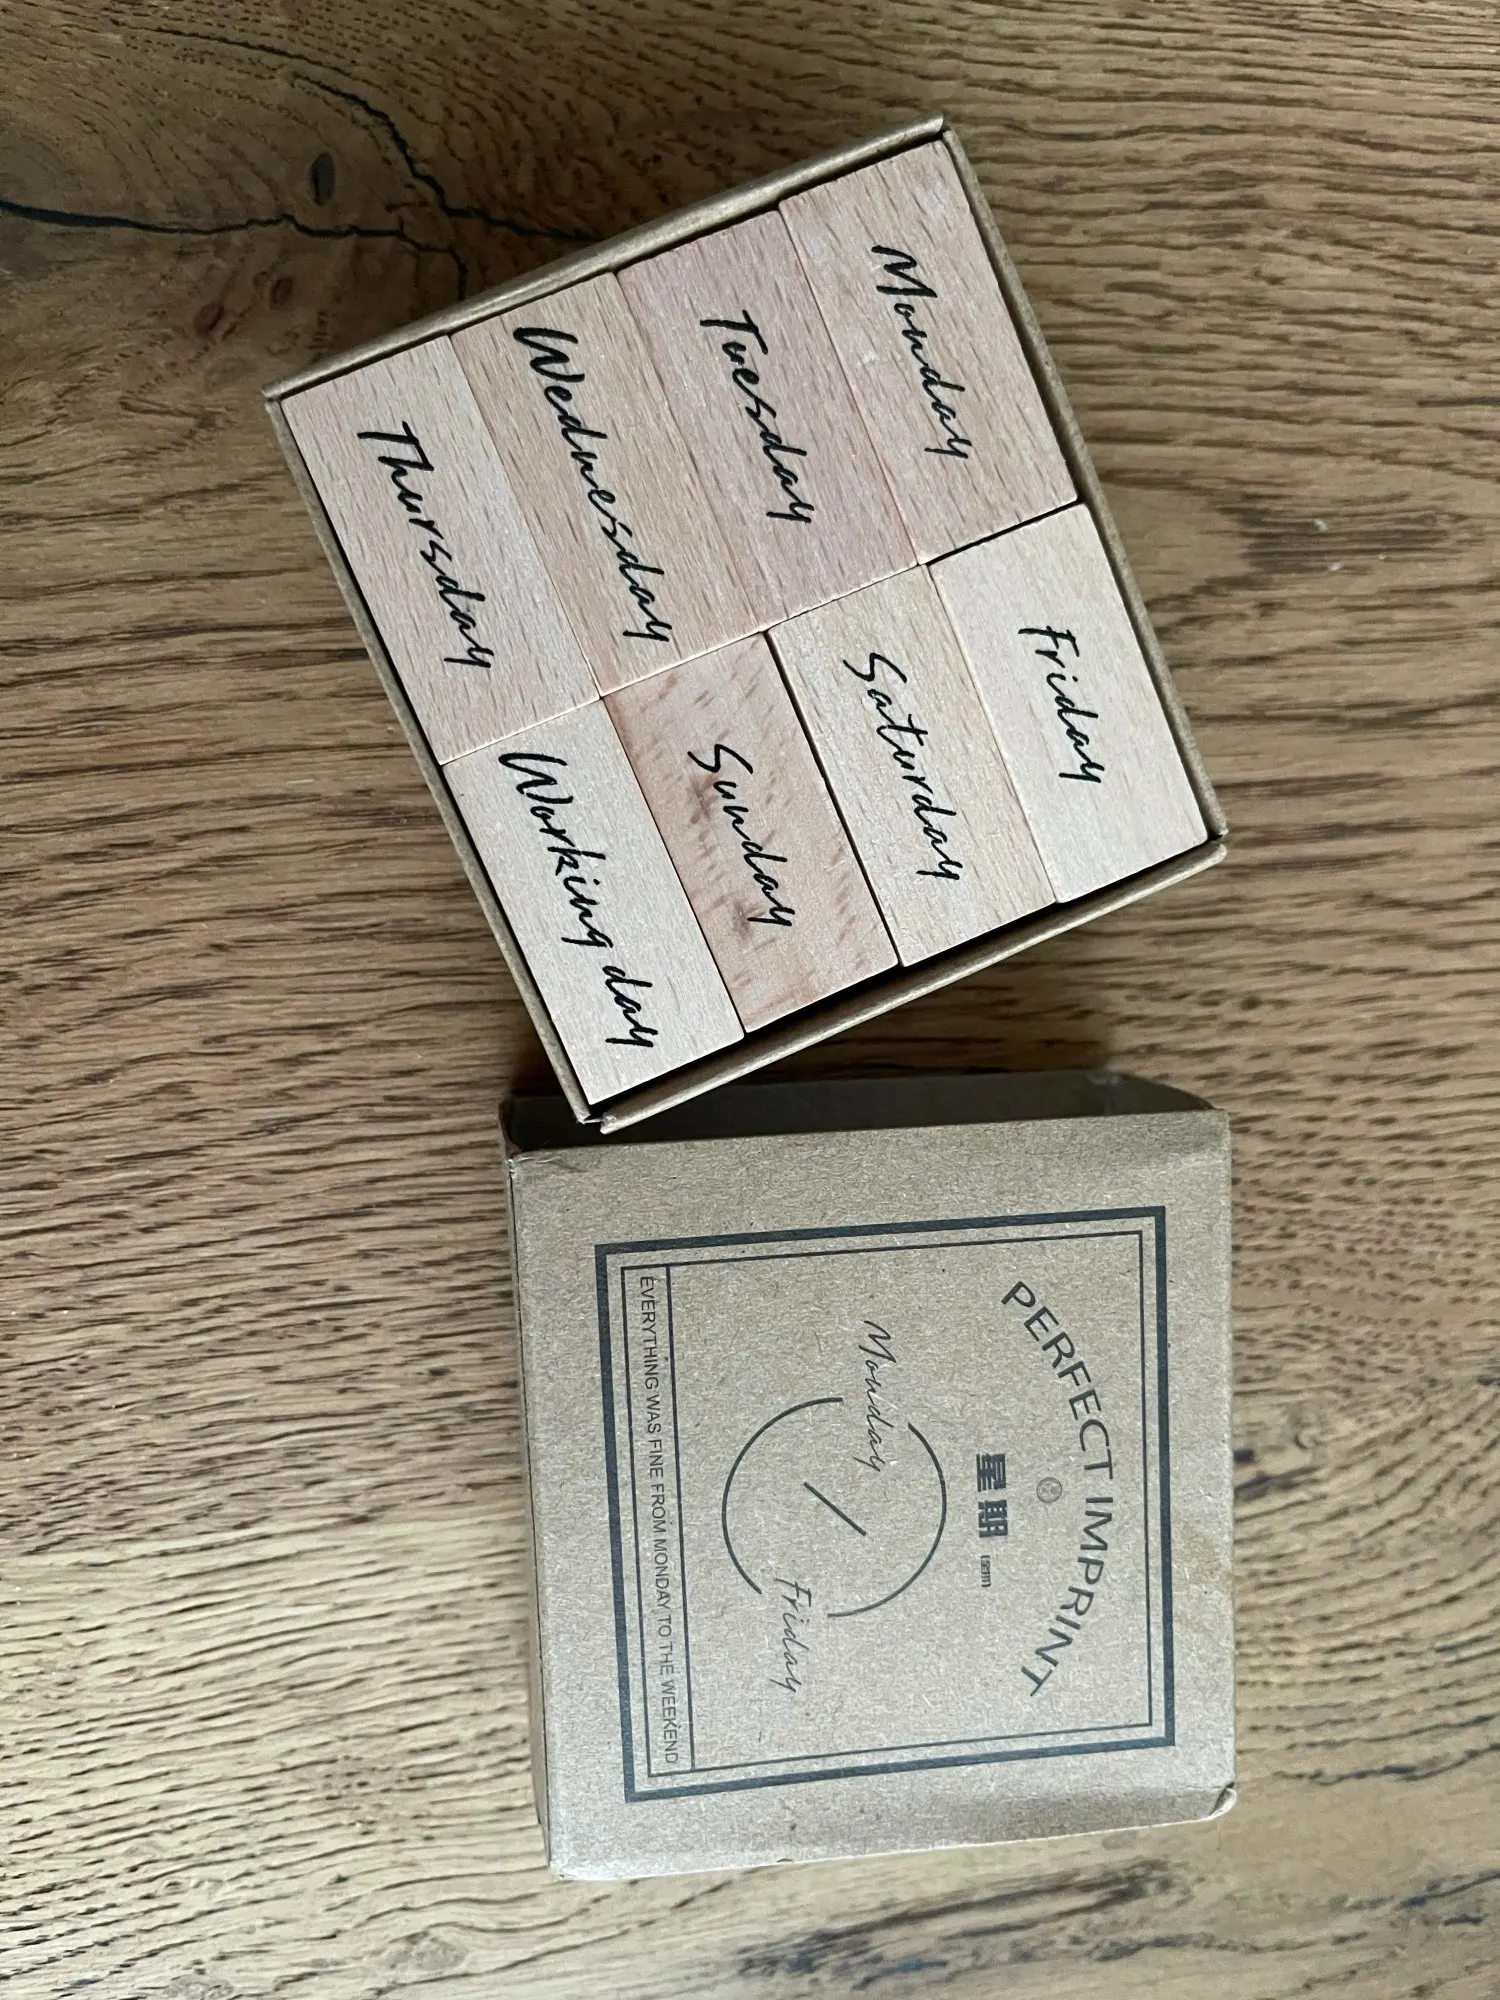 Monday
Tuesday
Wednesday
Thursday
Friday
Saturday
Sunday
Working day
PERFECT IMPRINT
星期
Monday
Friday
EVERYTHING WAS FINE FROM MONDAY TO THE WEEKEND